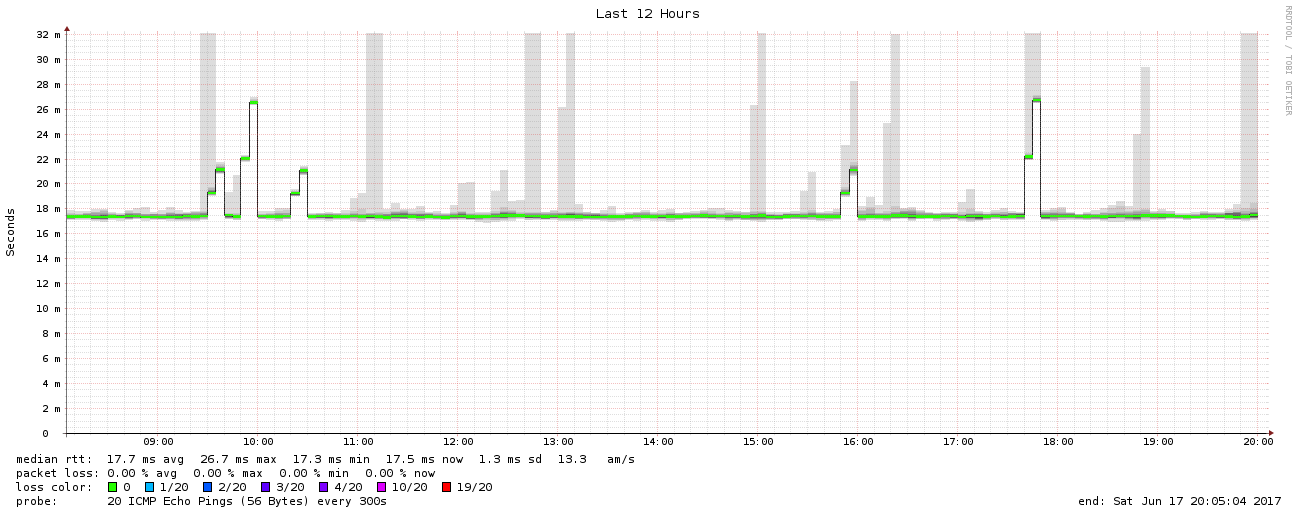 Last 12 Hours
RRDTOOL / TOBI OETIKER
Seconds
32 m
30 m
28 m
26 m
24 m
22 m
20 m
18 m
16 m
14 m
12 m
10 m
8 m
6 m
4 m
2 m
0
09:00 10:00 11:00 12:00 13:00 14:00 15:00 16:00 17:00 18:00 19:00 20:00
median rtt: 17.7 ms avg 26.7 ms max 17.3 ms min 17.5 ms now 1.3 ms sd 13.3 am/s
packet loss: 0.00 % avg 0.00 % max 0.00 % min 0.00 % now
loss color: 0 1/20 2/20 3/20 4/20 10/20 19/20
probe: 20 ICMP Echo Pings (56 Bytes) every 300s end: Sat Jun 17 20:05:04 2017